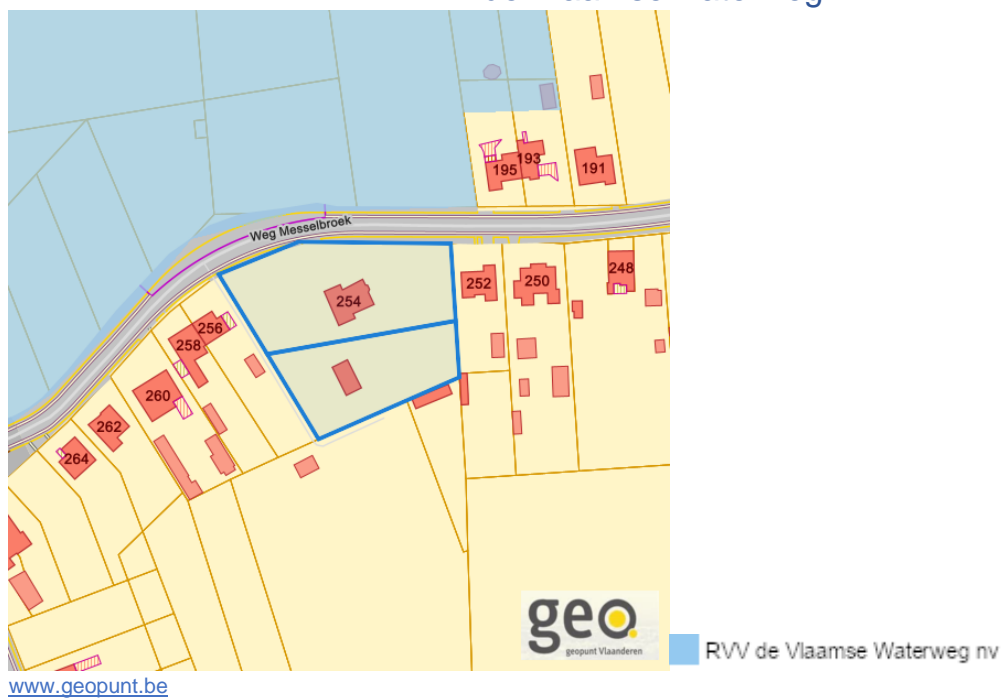 195 193 191
Weg Messelbroek
254 252 250 248
256
258
260
262
264
geo.
geopunt Vlaanderen
RVV de Vlaamse Waterweg nv
www.geopunt.be